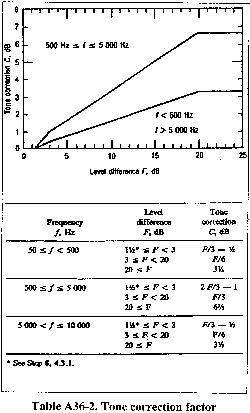 Tone correction C, dB
8
7
6
5
4
3
2
1
0
500 Hz ≤ f ≤ 5 000 Hz
f < 500 Hz
f > 5 000 Hz
0 5 10 15 20 25
Level difference F, dB
Frequency f, Hz
Level difference F, dB
Tone correction C, dB
50 ≤ f < 500
1½* ≤ F < 3 F/3 – ½
3 ≤ F < 20 F/6
20 ≤ F 3⅓
500 ≤ f ≤ 5 000
1½* ≤ F < 3 2 F/3 – 1
3 ≤ F < 20 F/3
20 ≤ F 6⅔
5 000 < f ≤ 10 000
1½* ≤ F < 3 F/3 – ½
3 ≤ F < 20 F/6
20 ≤ F 3⅓
* See Step 8, 4.3.1.
Table A36-2. Tone correction factor